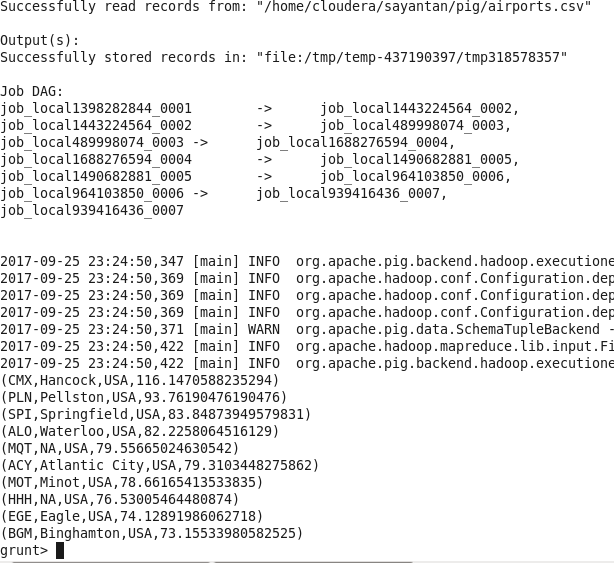 Successfully read records from: "/home/cloudera/sayantan/pig/airports.csv"
Output(s):
Successfully stored records in: "file:/tmp/temp-437190397/tmp318578357"
Job DAG:
job_local1398282844_0001 -> job_local1443224564_0002,
job_local1443224564_0002 -> job_local489998074_0003,
job_local489998074_0003 -> job_local1688276594_0004,
job_local1688276594_0004 -> job_local1490682881_0005,
job_local1490682881_0005 -> job_local964103850_0006,
job_local964103850_0006 -> job_local939416436_0007,
job_local939416436_0007
2017-09-25 23:24:50,347 [main] INFO org.apache.pig.backend.hadoop.executione
2017-09-25 23:24:50,369 [main] INFO org.apache.hadoop.conf.Configuration.dep
2017-09-25 23:24:50,369 [main] INFO org.apache.hadoop.conf.Configuration.dep
2017-09-25 23:24:50,369 [main] INFO org.apache.hadoop.conf.Configuration.dep
2017-09-25 23:24:50,371 [main] WARN org.apache.pig.data.SchemaTupleBackend -
2017-09-25 23:24:50,422 [main] INFO org.apache.hadoop.mapreduce.lib.input.Fi
2017-09-25 23:24:50,422 [main] INFO org.apache.pig.backend.hadoop.executione
(CMX,Hancock,USA,116.1470588235294)
(PLN,Pellston,USA,93.76190476190476)
(SPI,Springfield,USA,83.84873949579831)
(ALO,Waterloo,USA,82.2258064516129)
(MQT,NA,USA,79.55665024630542)
(ACY,Atlantic City,USA,79.3103448275862)
(MOT,Minot,USA,78.66165413533835)
(HHH,NA,USA,76.53005464480874)
(EGE,Eagle,USA,74.12891986062718)
(BGM,Binghamton,USA,73.15533980582525)
grunt>